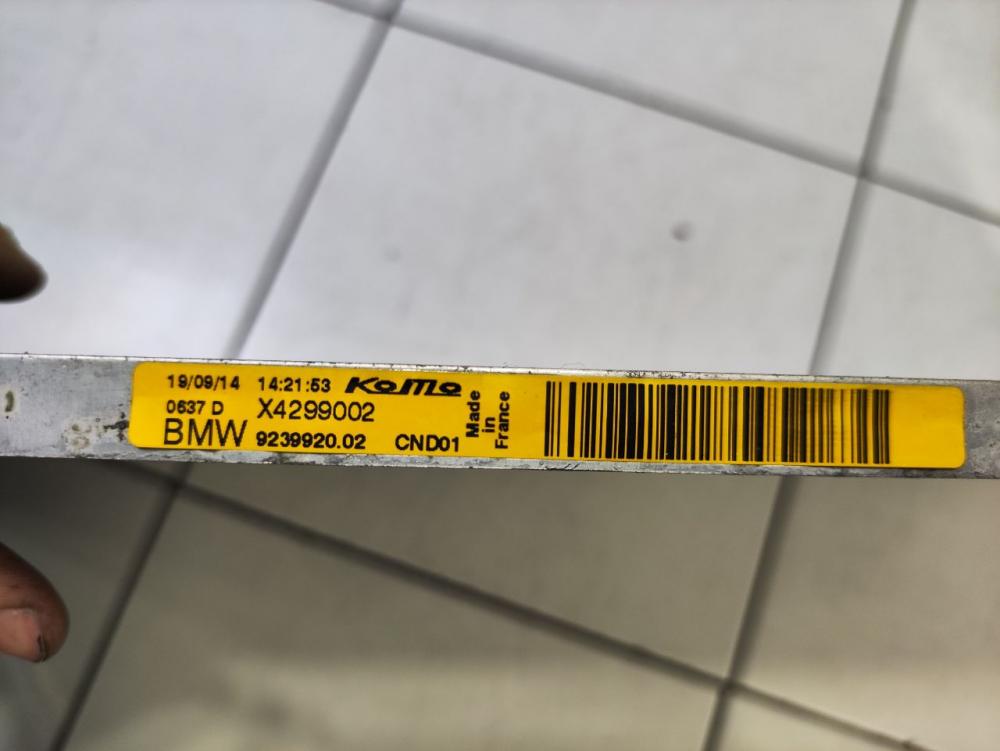 19/09/14 14:21:53 KoMo
0637 D X4299002
BMW 9239920.02 CND01
Made
in
France